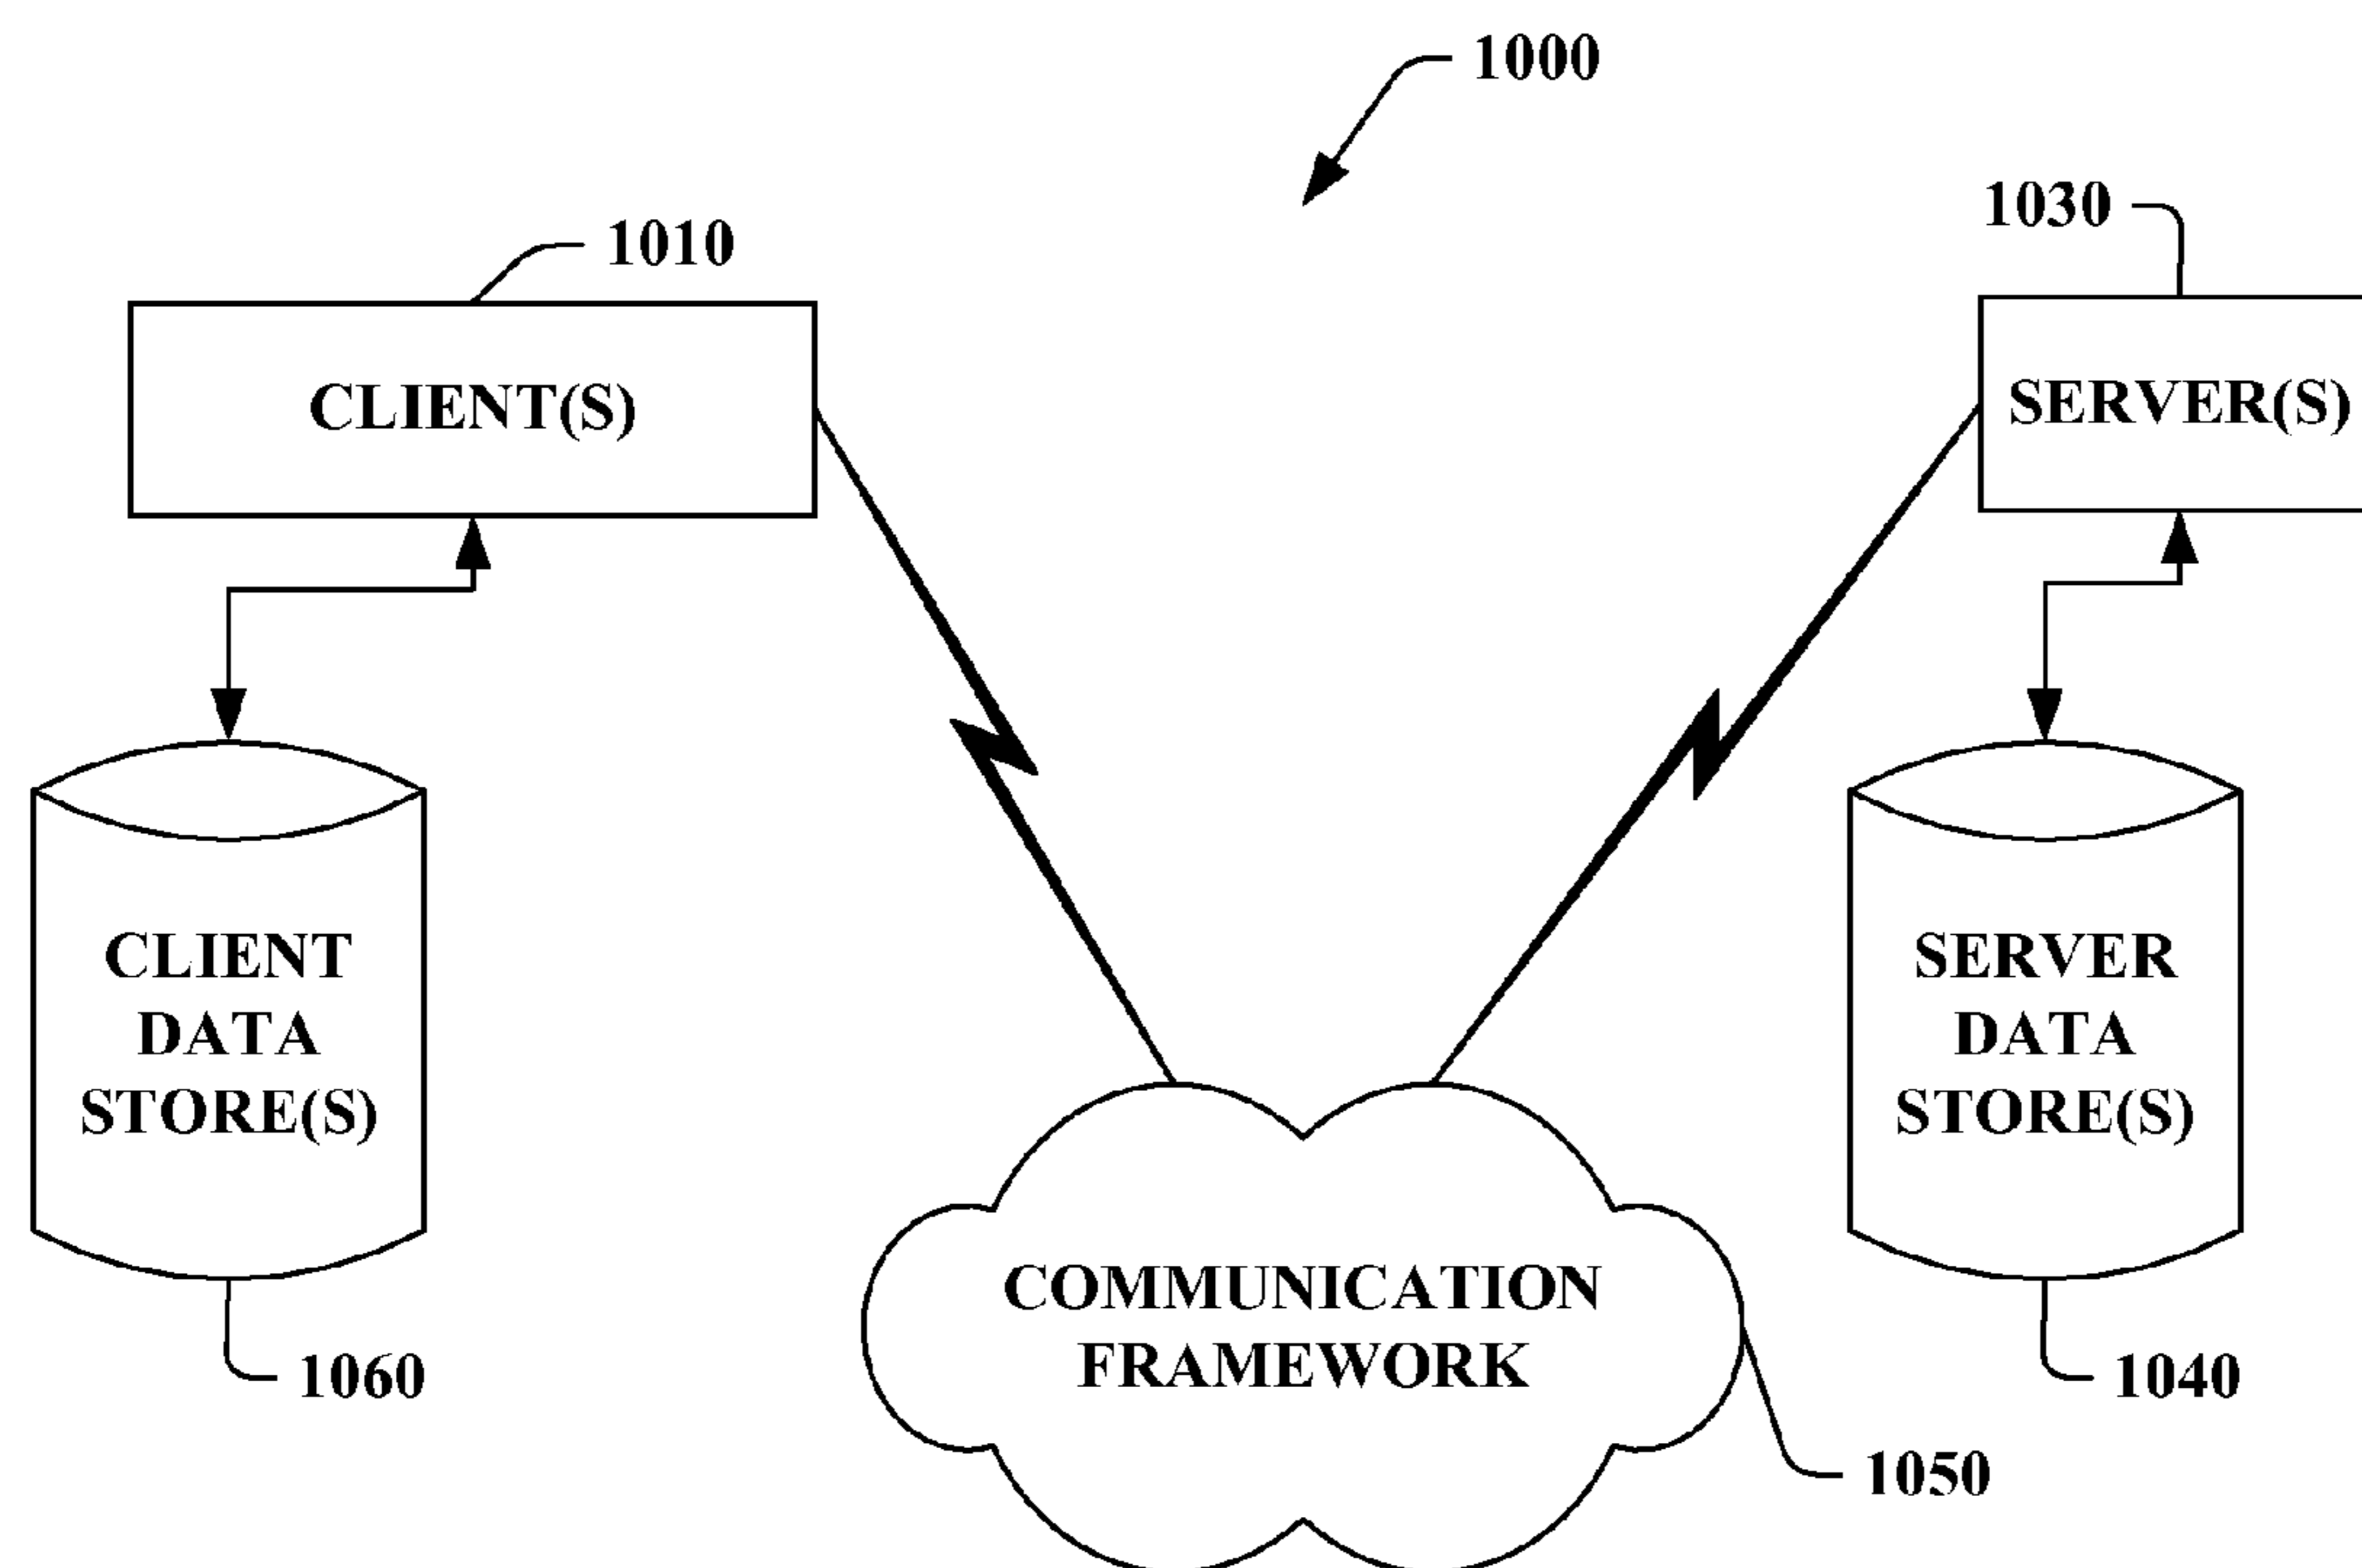 1000
1010
1030
CLIENT(S)
SERVER(S)
CLIENT
DATA
STORE(S)
SERVER
DATA
STORE(S)
COMMUNICATION
FRAMEWORK
1060
1040
1050